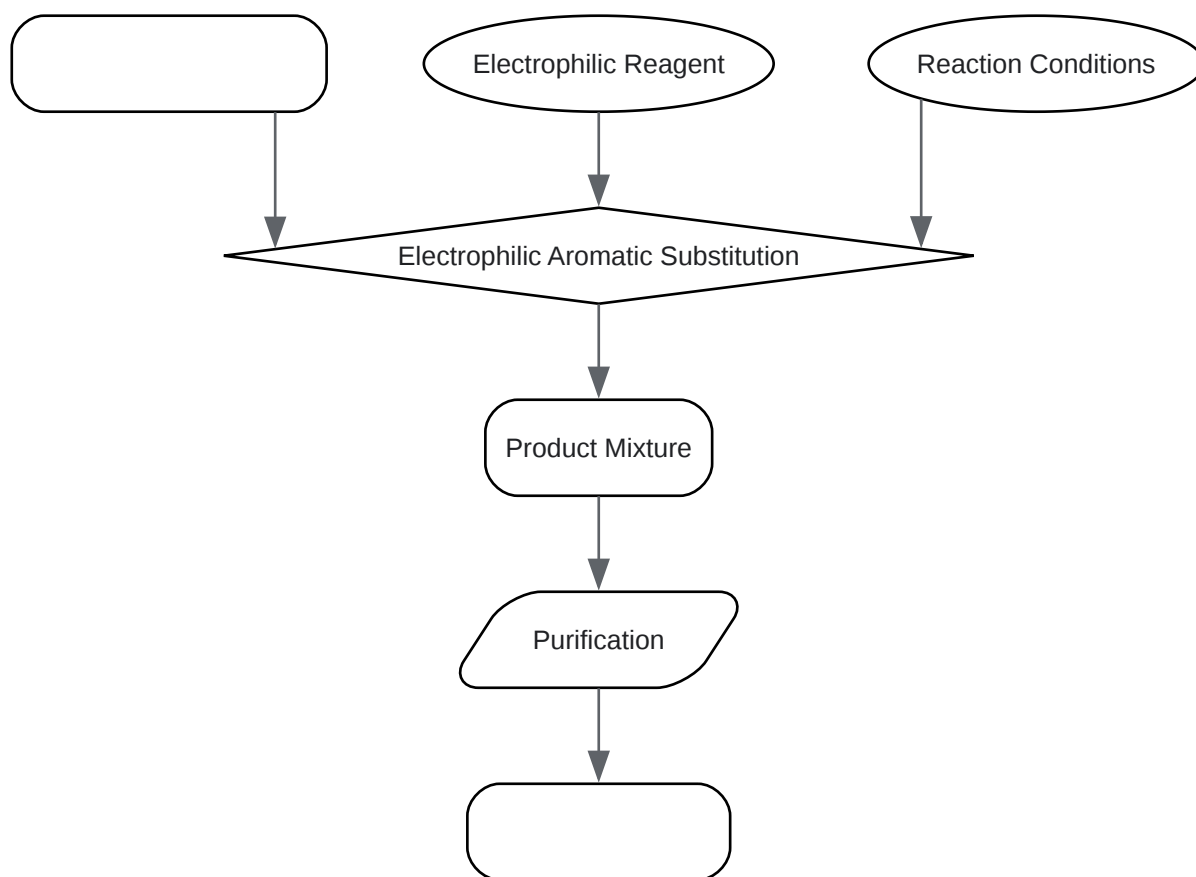 Electrophilic Reagent
Reaction Conditions
Electrophilic Aromatic Substitution
Product Mixture
Purification